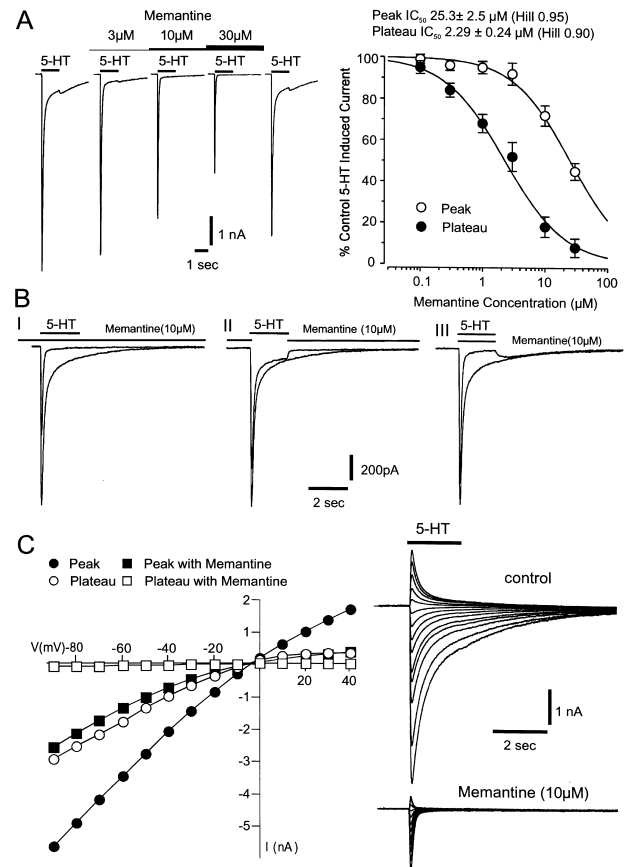 A
Memantine
3µM 10µM 30µM
5-HT 5-HT 5-HT 5-HT 5-HT
1 nA
1 sec
Peak IC50 25.3± 2.5 µM (Hill 0.95)
Plateau IC50 2.29 ± 0.24 µM (Hill 0.90)
% Control 5-HT Induced Current
100
80
60
40
20
0
Peak
Plateau
0.1 1 10 100
Memantine Concentration (µM)
B
I 5-HT Memantine(10µM)
II 5-HT Memantine (10µM)
III 5-HT Memantine(10µM)
200pA
2 sec
C
Peak Peak with Memantine
Plateau Plateau with Memantine
V(mV)-80 -60 -40 -20 20 40
2
1
-1
-2
-3
-4
-5
I (nA)
5-HT
control
1 nA
2 sec
Memantine (10µM)